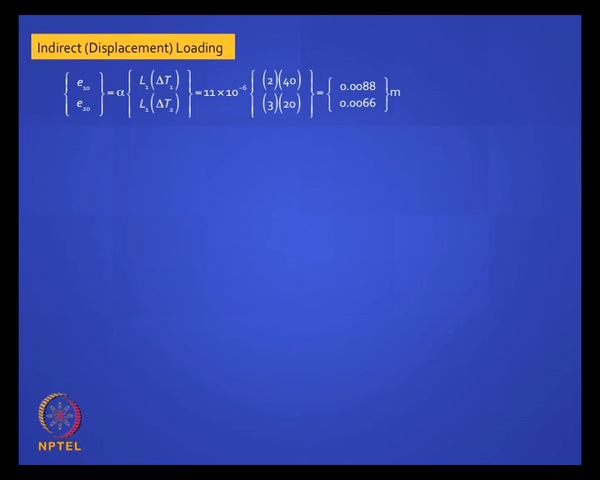 Indirect (Displacement) Loading
{ e₁₀ e₂₀ } = α { L₁(ΔT₁) L₁(ΔT₂) } = 11 × 10⁻⁶ { (2)(40) (3)(20) } = { 0.0088 0.0066 } m
NPTEL